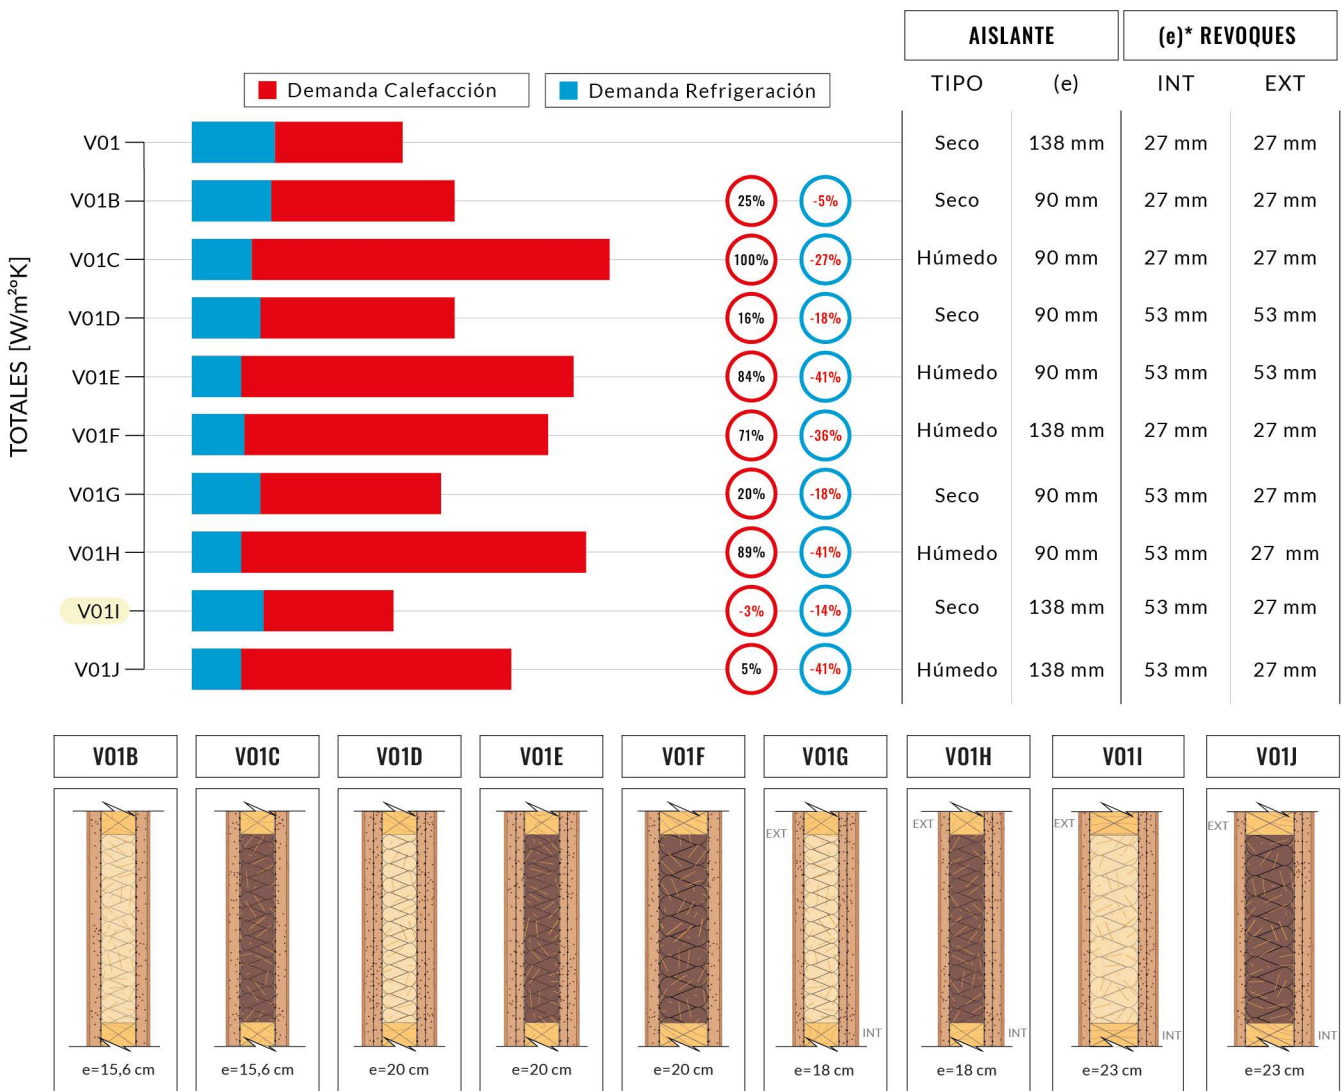 AISLANTE (e)* REVOQUES
Demanda Calefacción Demanda Refrigeración TIPO (e) INT EXT
TOTALES [W/m²ºK]
V01 Seco 138 mm 27 mm 27 mm
V01B 25% -5% Seco 90 mm 27 mm 27 mm
V01C 100% -27% Húmedo 90 mm 27 mm 27 mm
V01D 16% -18% Seco 90 mm 53 mm 53 mm
V01E 84% -41% Húmedo 90 mm 53 mm 53 mm
V01F 71% -36% Húmedo 138 mm 27 mm 27 mm
V01G 20% -18% Seco 90 mm 53 mm 27 mm
V01H 89% -41% Húmedo 90 mm 53 mm 27 mm
V01I -3% -14% Seco 138 mm 53 mm 27 mm
V01J 5% -41% Húmedo 138 mm 53 mm 27 mm
V01B V01C V01D V01E V01F V01G V01H V01I V01J
EXT EXT EXT EXT
INT INT INT INT
e=15,6 cm e=15,6 cm e=20 cm e=20 cm e=20 cm e=18 cm e=18 cm e=23 cm e=23 cm